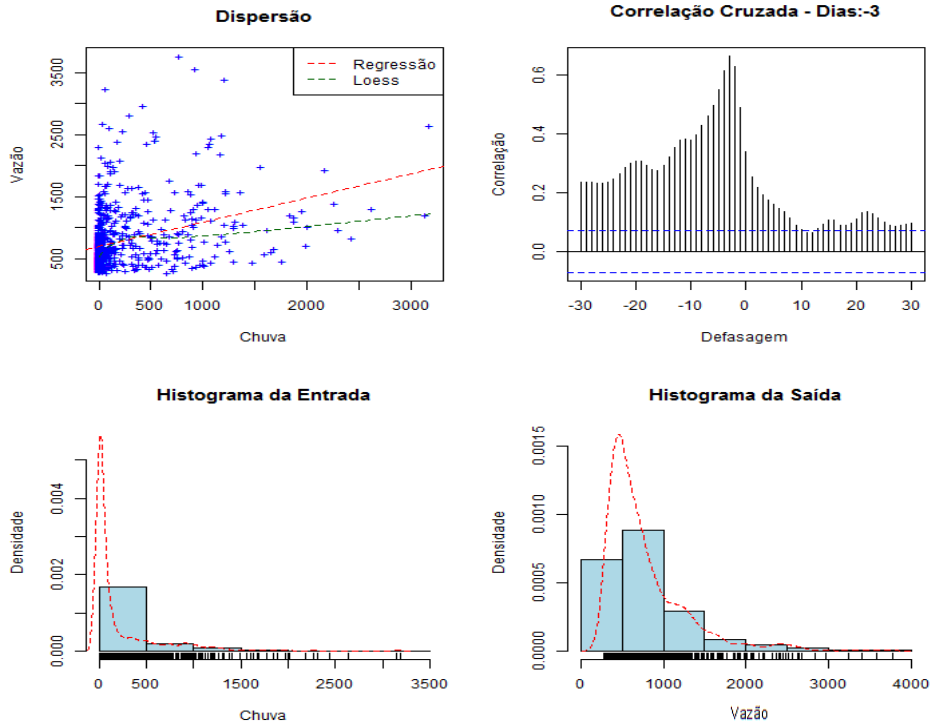 Dispersão
Regressão
Loess
Vazão
500
1500
2500
3500
0
500
1000
2000
3000
Chuva
Correlação Cruzada - Dias:-3
Correlação
0.0
0.2
0.4
0.6
-30
-20
-10
0
10
20
30
Defasagem
Histograma da Entrada
Densidade
0.000
0.002
0.004
0
500
1500
2500
3500
Chuva
Histograma da Saída
Densidade
0.0000
0.0005
0.0010
0.0015
0
1000
2000
3000
4000
Vazão